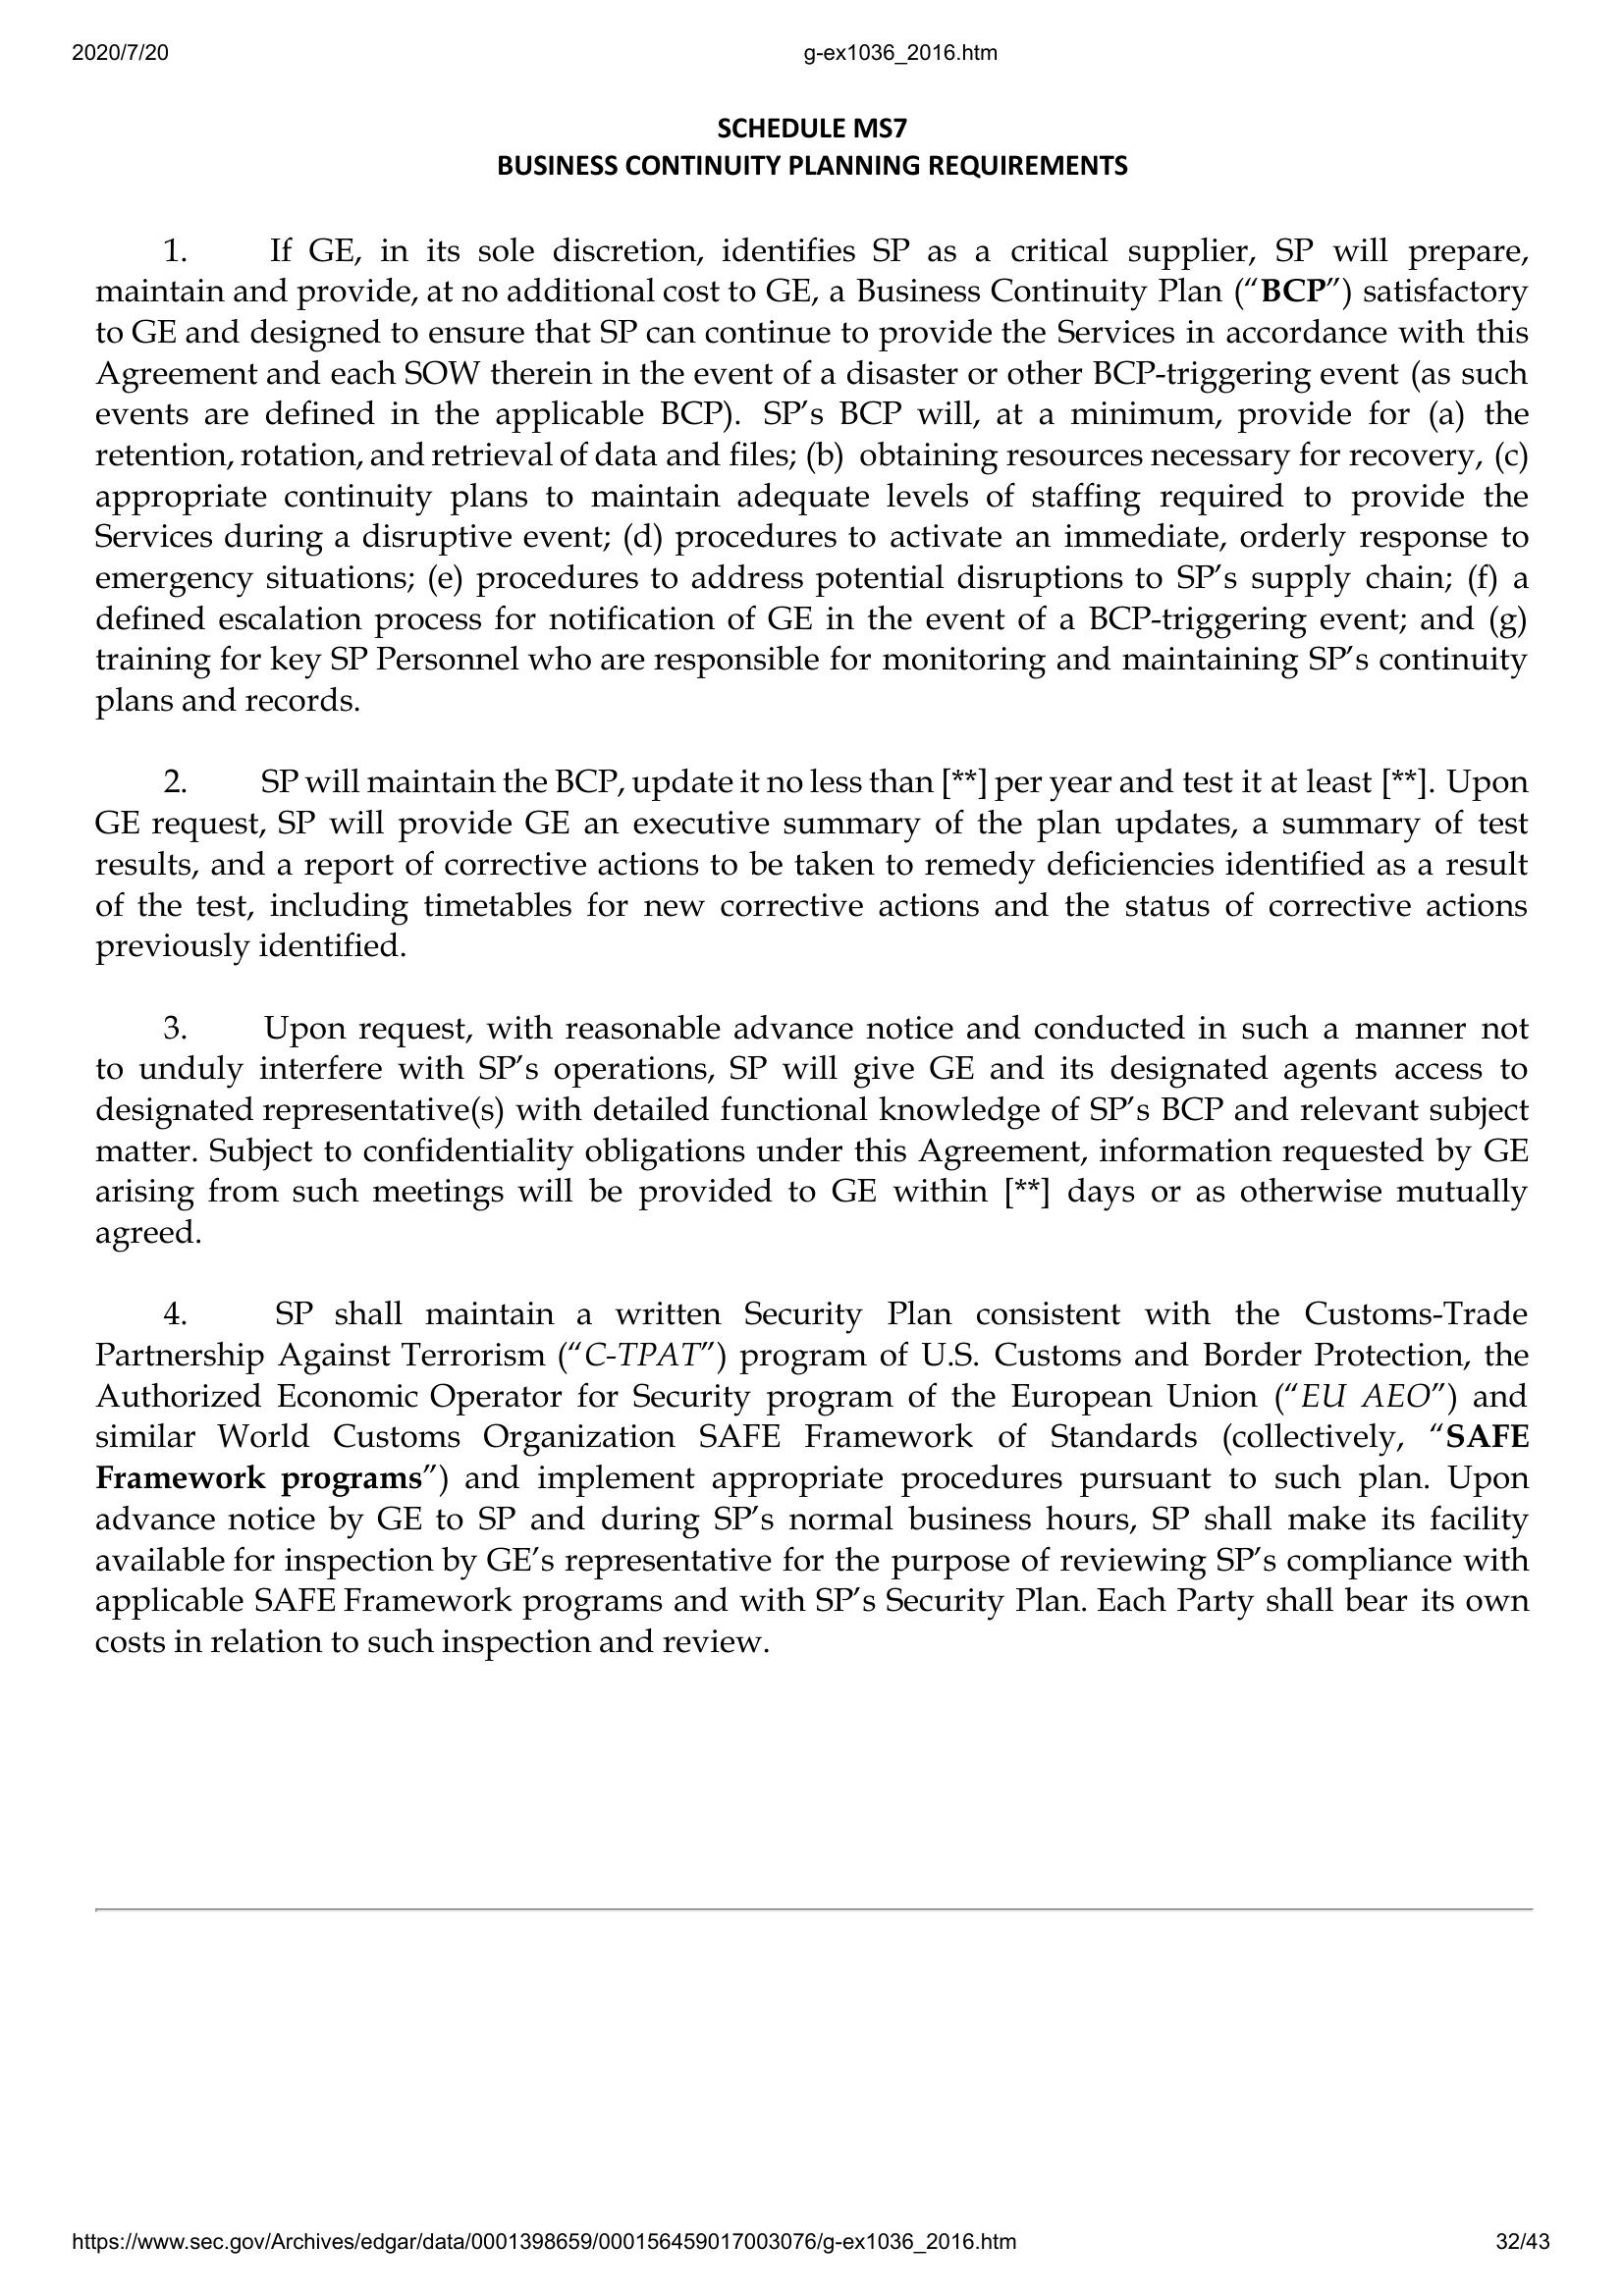 2020/7/20 g-ex1036_2016.htm
SCHEDULE MS7
BUSINESS CONTINUITY PLANNING REQUIREMENTS
1. If GE, in its sole discretion, identifies SP as a critical supplier, SP will prepare,
maintain and provide, at no additional cost to GE, a Business Continuity Plan (“BCP”) satisfactory
to GE and designed to ensure that SP can continue to provide the Services in accordance with this
Agreement and each SOW therein in the event of a disaster or other BCP-triggering event (as such
events are defined in the applicable BCP). SP’s BCP will, at a minimum, provide for (a) the
retention, rotation, and retrieval of data and files; (b) obtaining resources necessary for recovery, (c)
appropriate continuity plans to maintain adequate levels of staffing required to provide the
Services during a disruptive event; (d) procedures to activate an immediate, orderly response to
emergency situations; (e) procedures to address potential disruptions to SP’s supply chain; (f) a
defined escalation process for notification of GE in the event of a BCP-triggering event; and (g)
training for key SP Personnel who are responsible for monitoring and maintaining SP’s continuity
plans and records.
2. SP will maintain the BCP, update it no less than [**] per year and test it at least [**]. Upon
GE request, SP will provide GE an executive summary of the plan updates, a summary of test
results, and a report of corrective actions to be taken to remedy deficiencies identified as a result
of the test, including timetables for new corrective actions and the status of corrective actions
previously identified.
3. Upon request, with reasonable advance notice and conducted in such a manner not
to unduly interfere with SP’s operations, SP will give GE and its designated agents access to
designated representative(s) with detailed functional knowledge of SP’s BCP and relevant subject
matter. Subject to confidentiality obligations under this Agreement, information requested by GE
arising from such meetings will be provided to GE within [**] days or as otherwise mutually
agreed.
4. SP shall maintain a written Security Plan consistent with the Customs-Trade
Partnership Against Terrorism (“C-TPAT”) program of U.S. Customs and Border Protection, the
Authorized Economic Operator for Security program of the European Union (“EU AEO”) and
similar World Customs Organization SAFE Framework of Standards (collectively, “SAFE
Framework programs”) and implement appropriate procedures pursuant to such plan. Upon
advance notice by GE to SP and during SP’s normal business hours, SP shall make its facility
available for inspection by GE’s representative for the purpose of reviewing SP’s compliance with
applicable SAFE Framework programs and with SP’s Security Plan. Each Party shall bear its own
costs in relation to such inspection and review.
https://www.sec.gov/Archives/edgar/data/0001398659/000156459017003076/g-ex1036_2016.htm 32/43